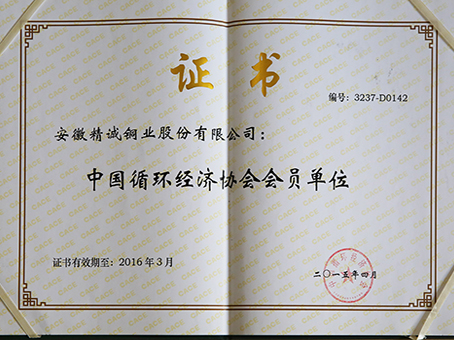 证书
编号：3237-D0142
安徽精诚铜业股份有限公司：
中国循环经济协会会员单位
证书有效期至：2016年3月
二〇一五年四月